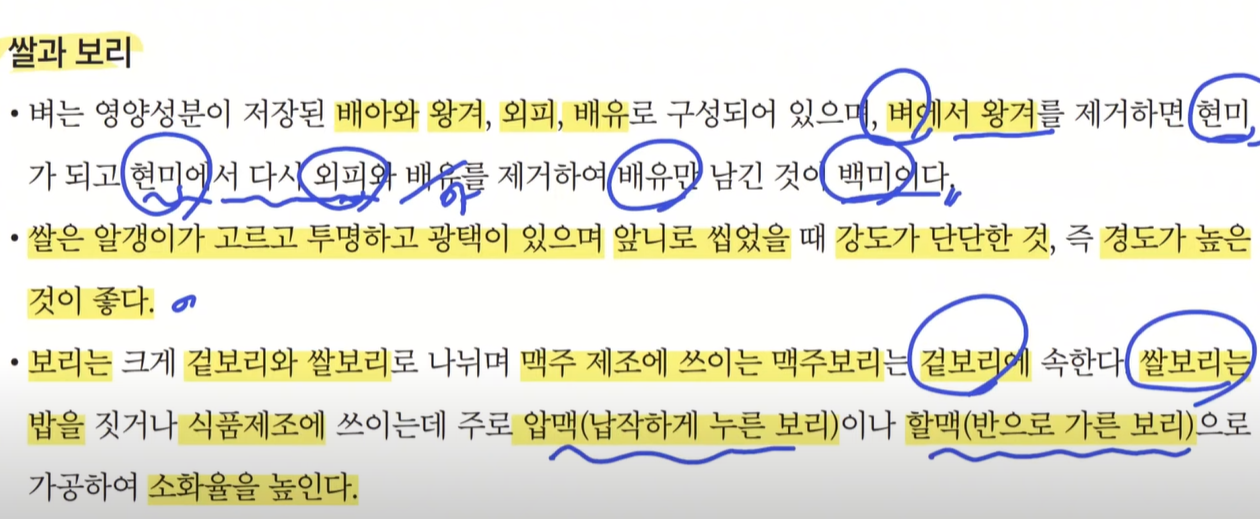 쌀과 보리
• 벼는 영양성분이 저장된 배아와 왕겨, 외피, 배유로 구성되어 있으며, 벼에서 왕겨를 제거하면 현미
가 되고 현미에서 다시 외피와 배유를 제거하여 배유만 남긴 것이 백미이다.
아
• 쌀은 알갱이가 고르고 투명하고 광택이 있으며 앞니로 씹었을 때 강도가 단단한 것, 즉 경도가 높은
것이 좋다.
• 보리는 크게 겉보리와 쌀보리로 나뉘며 맥주 제조에 쓰이는 맥주보리는 겉보리에 속한다. 쌀보리는
밥을 짓거나 식품제조에 쓰이는데 주로 압맥(납작하게 누른 보리)이나 할맥(반으로 가른 보리)으로
가공하여 소화율을 높인다.